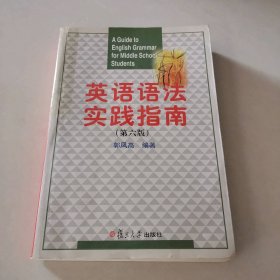 A Guide to
English Grammar
for Middle School
Students
英语语法
实践指南
(第六版)
郭凤高 编著
复旦大学出版社